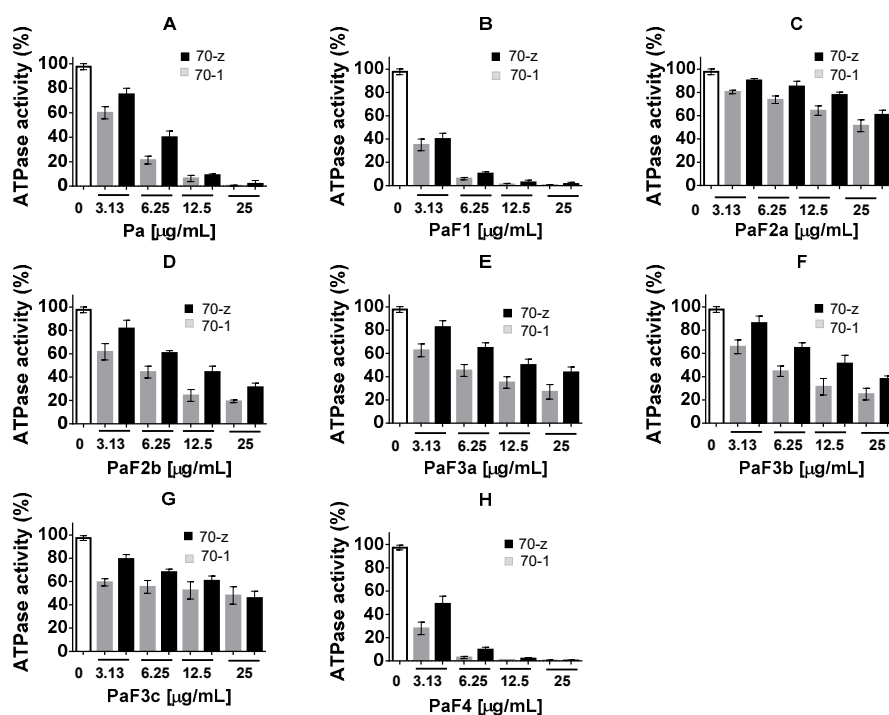 A
ATPase activity (%)
100
80
60
40
20
0
70-z
70-1
0 3.13 6.25 12.5 25
Pa [μg/mL]
B
ATPase activity (%)
100
80
60
40
20
0
70-z
70-1
0 3.13 6.25 12.5 25
PaF1 [μg/mL]
C
ATPase activity (%)
100
80
60
40
20
0
70-z
70-1
0 3.13 6.25 12.5 25
PaF2a [μg/mL]
D
ATPase activity (%)
100
80
60
40
20
0
70-z
70-1
0 3.13 6.25 12.5 25
PaF2b [μg/mL]
E
ATPase activity (%)
100
80
60
40
20
0
70-z
70-1
0 3.13 6.25 12.5 25
PaF3a [μg/mL]
F
ATPase activity (%)
100
80
60
40
20
0
70-z
70-1
0 3.13 6.25 12.5 25
PaF3b [μg/mL]
G
ATPase activity (%)
100
80
60
40
20
0
70-z
70-1
0 3.13 6.25 12.5 25
PaF3c [μg/mL]
H
ATPase activity (%)
100
80
60
40
20
0
70-z
70-1
0 3.13 6.25 12.5 25
PaF4 [μg/mL]